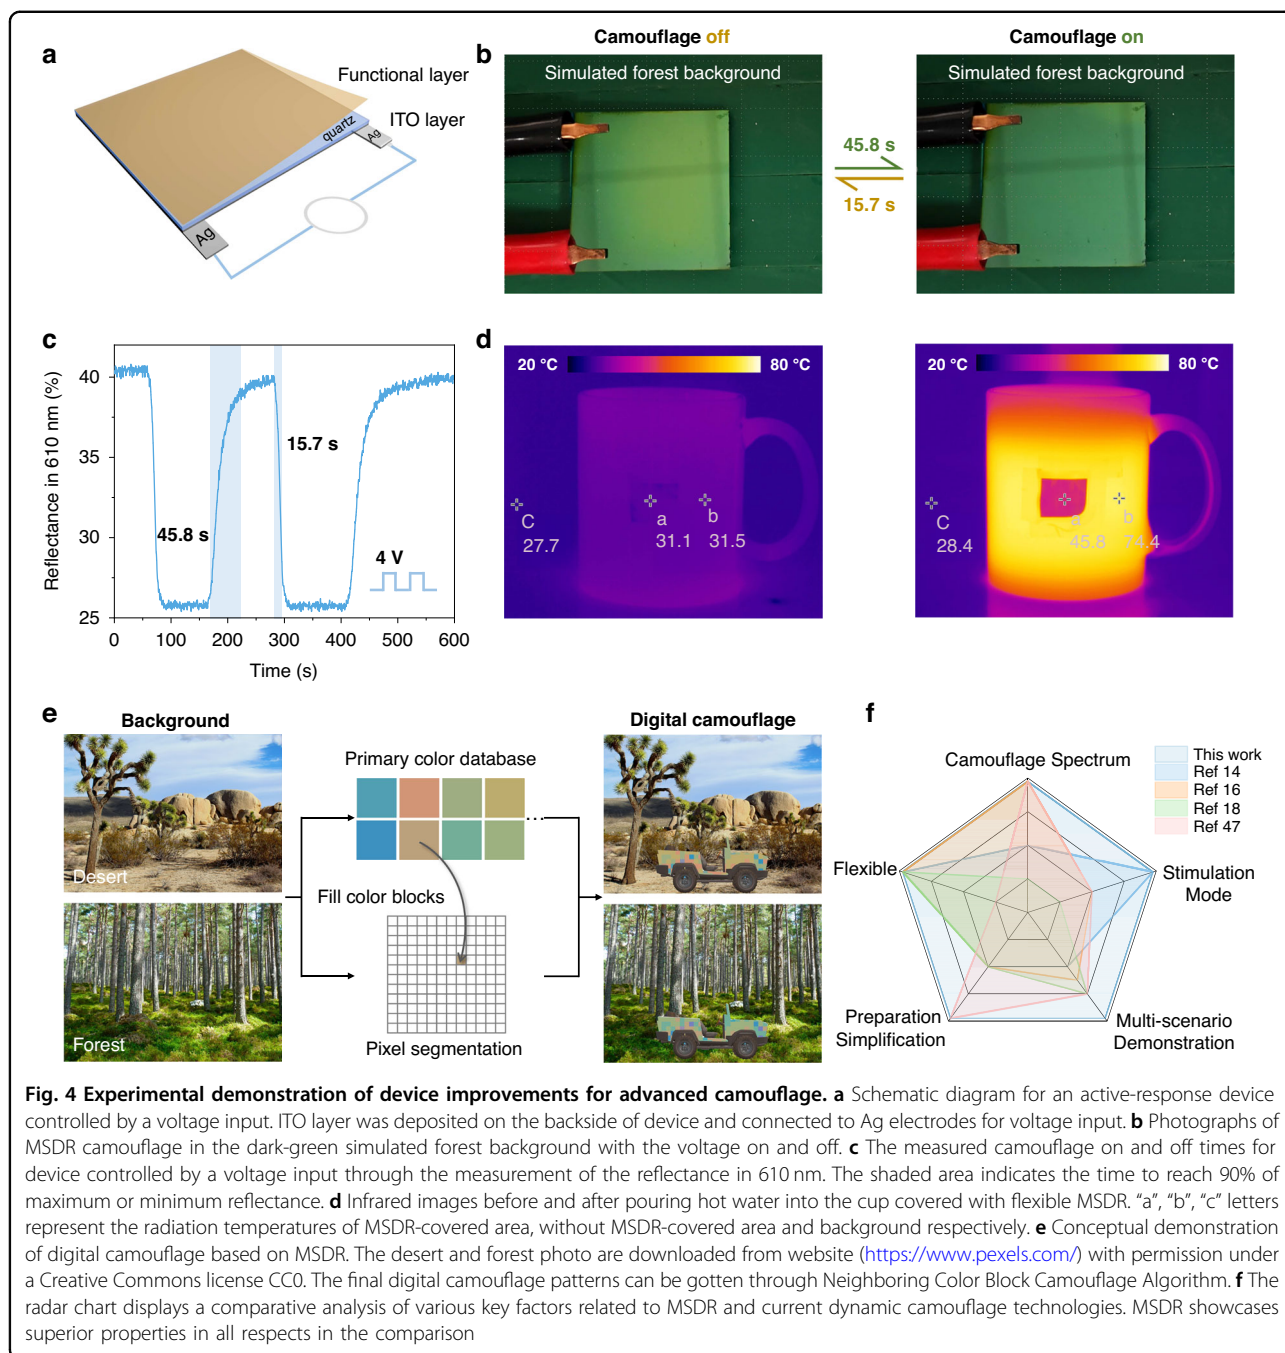 a
Functional layer
ITO layer
quartz
Ag
Ag
b
Camouflage off
Camouflage on
Simulated forest background
Simulated forest background
45.8 s
15.7 s
c
Reflectance in 610 nm (%)
40
35
30
25
45.8 s
15.7 s
4 V
0
100
200
300
400
500
600
Time (s)
d
20 °C
80 °C
C
27.7
a
31.1
b
31.5
20 °C
80 °C
C
28.4
a
45.8
b
74.4
e
Background
Desert
Forest
Primary color database
...
Fill color blocks
Pixel segmentation
Digital camouflage
f
Camouflage Spectrum
This work
Ref 14
Ref 16
Ref 18
Ref 47
Flexible
Stimulation
Mode
Preparation
Simplification
Multi-scenario
Demonstration
Fig. 4 Experimental demonstration of device improvements for advanced camouflage. a Schematic diagram for an active-response device
controlled by a voltage input. ITO layer was deposited on the backside of device and connected to Ag electrodes for voltage input. b Photographs of
MSDR camouflage in the dark-green simulated forest background with the voltage on and off. c The measured camouflage on and off times for
device controlled by a voltage input through the measurement of the reflectance in 610 nm. The shaded area indicates the time to reach 90% of
maximum or minimum reflectance. d Infrared images before and after pouring hot water into the cup covered with flexible MSDR. “a”, “b”, “c” letters
represent the radiation temperatures of MSDR-covered area, without MSDR-covered area and background respectively. e Conceptual demonstration
of digital camouflage based on MSDR. The desert and forest photo are downloaded from website (https://www.pexels.com/) with permission under
a Creative Commons license CC0. The final digital camouflage patterns can be gotten through Neighboring Color Block Camouflage Algorithm. f The
radar chart displays a comparative analysis of various key factors related to MSDR and current dynamic camouflage technologies. MSDR showcases
superior properties in all respects in the comparison